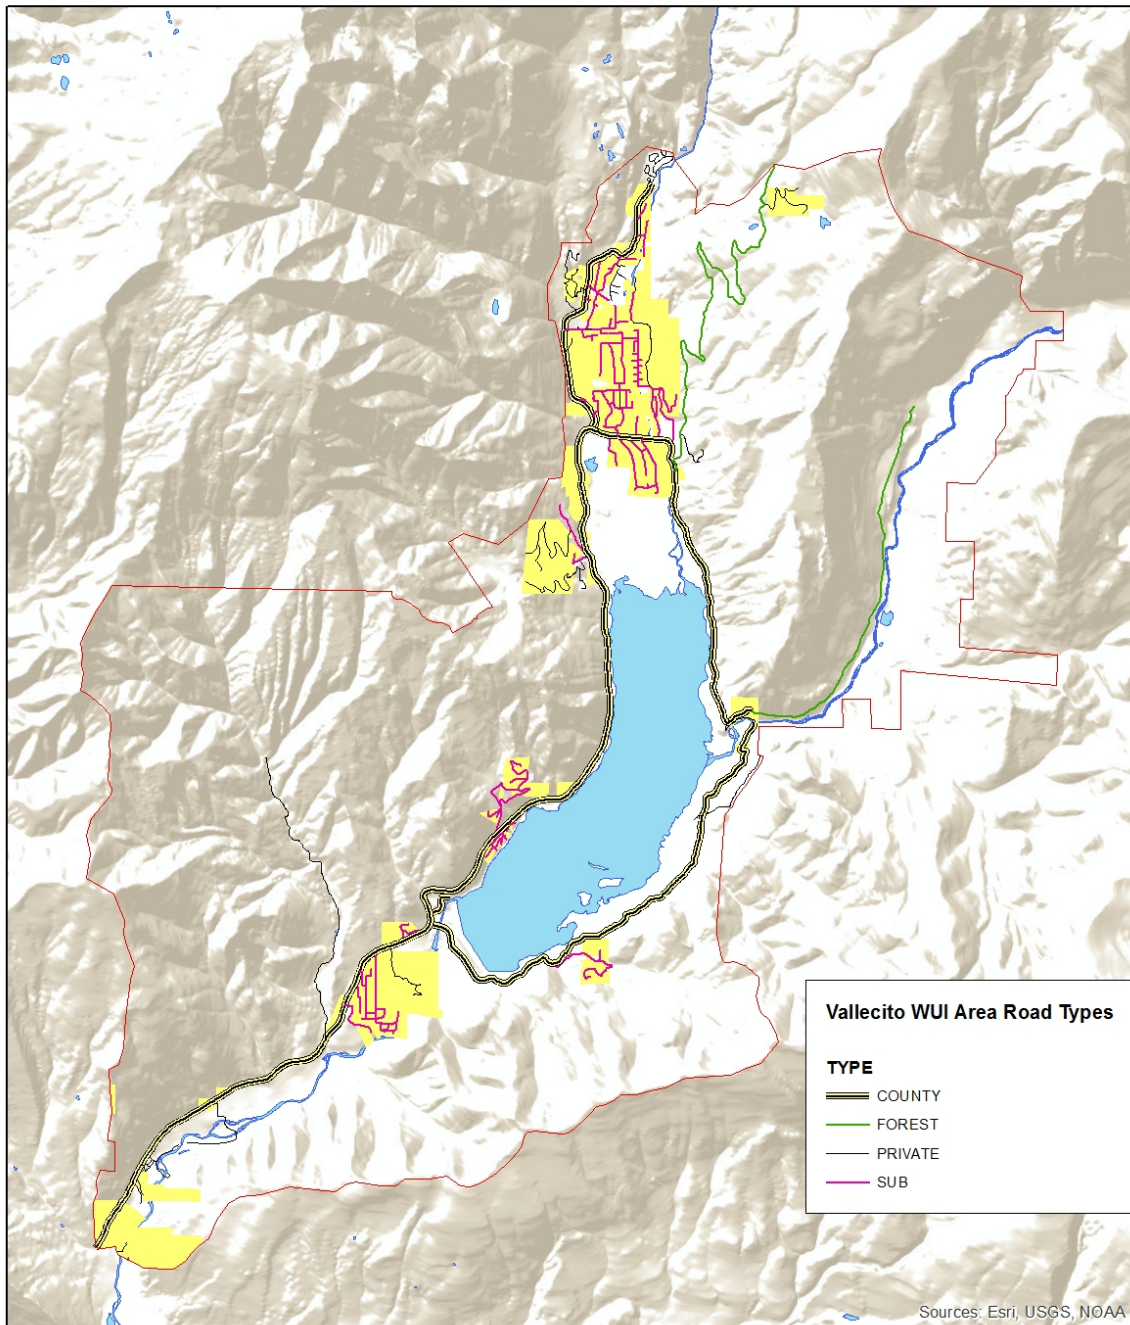 Vallecito WUI Area Road Types
TYPE
COUNTY
FOREST
PRIVATE
SUB
Sources: Esri, USGS, NOAA